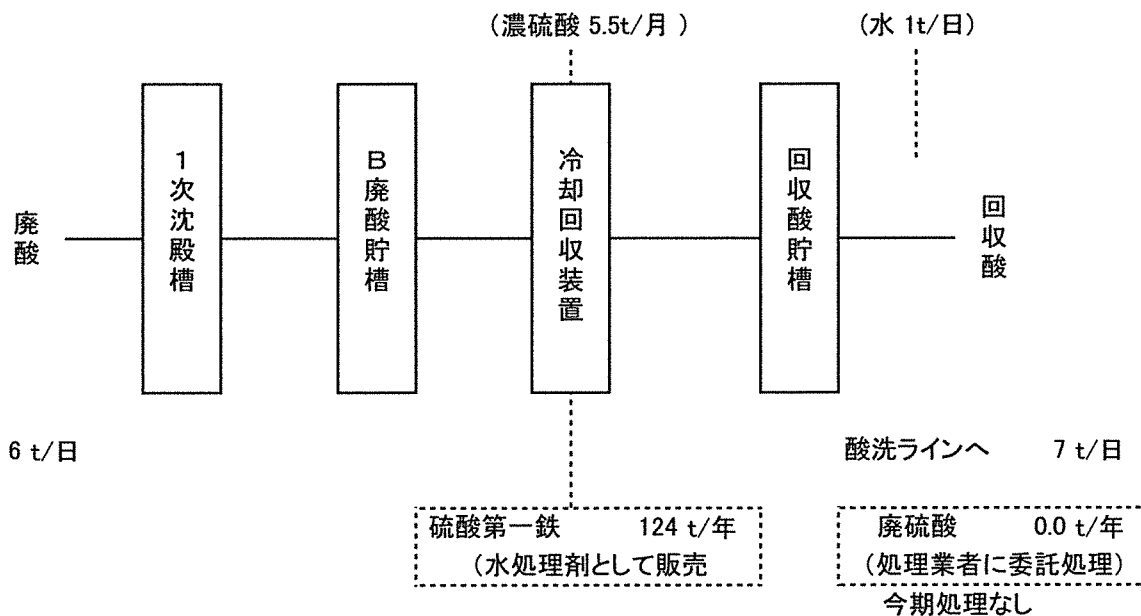 (濃硫酸 5.5t/月 )
(水 1t/日)
廃酸
1次沈殿槽
B廃酸貯槽
冷却回収装置
回収酸貯槽
回収酸
6 t/日
酸洗ラインへ 7 t/日
硫酸第一鉄 124 t/年
(水処理剤として販売
廃硫酸 0.0 t/年
(処理業者に委託処理)
今期処理なし